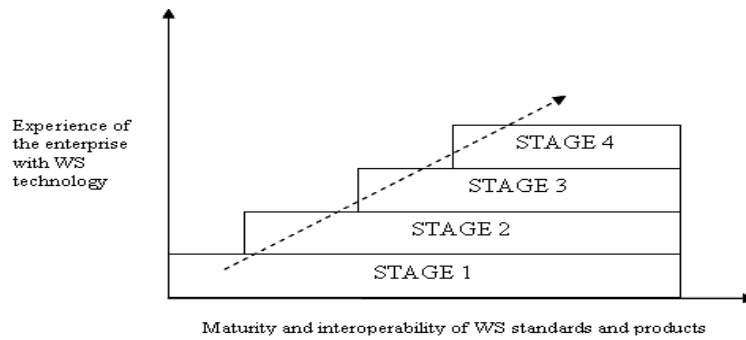 Experience of
the enterprise
with WS
technology
STAGE 4
STAGE 3
STAGE 2
STAGE 1
Maturity and interoperability of WS standards and products